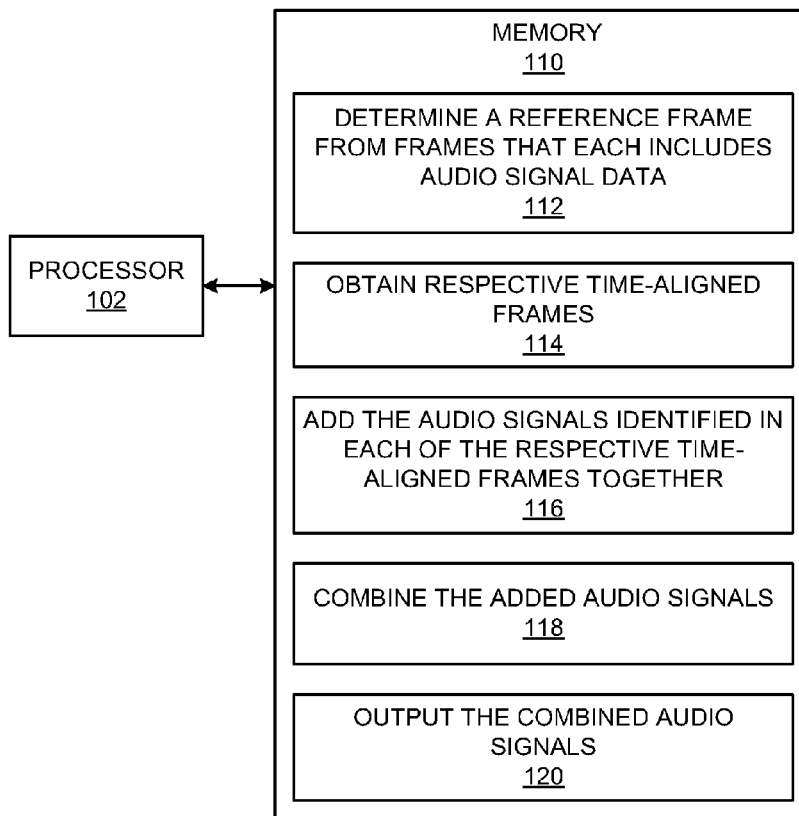 MEMORY
110
DETERMINE A REFERENCE FRAME
FROM FRAMES THAT EACH INCLUDES
AUDIO SIGNAL DATA
112
PROCESSOR
102
OBTAIN RESPECTIVE TIME-ALIGNED
FRAMES
114
ADD THE AUDIO SIGNALS IDENTIFIED IN
EACH OF THE RESPECTIVE TIME-
ALIGNED FRAMES TOGETHER
116
COMBINE THE ADDED AUDIO SIGNALS
118
OUTPUT THE COMBINED AUDIO
SIGNALS
120